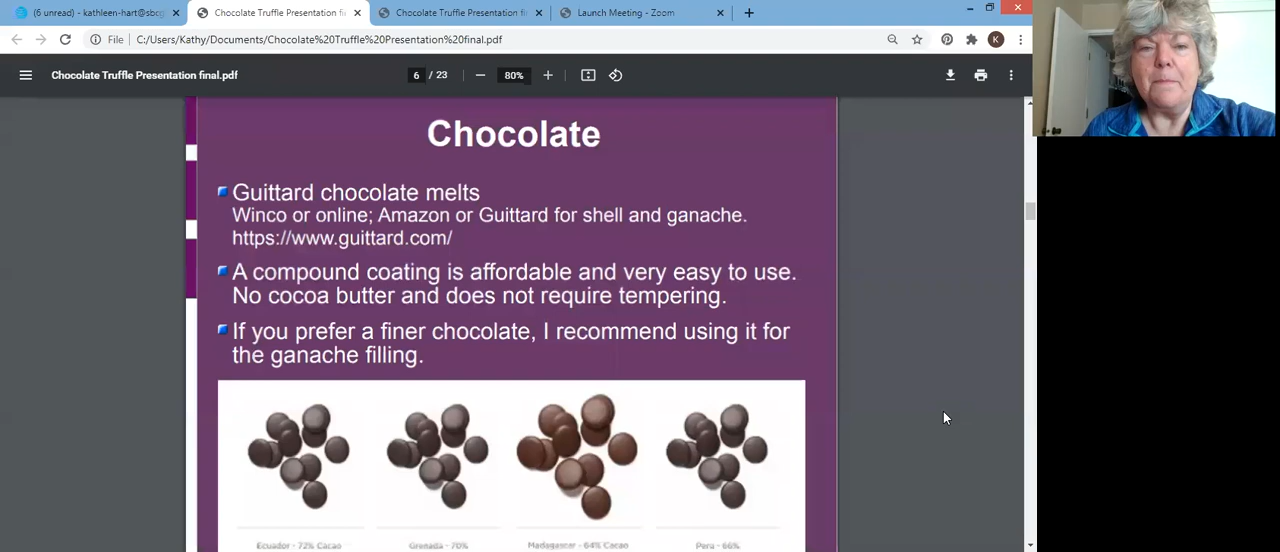 (6 unread) - kathleen-hart@sbcg
Chocolate Truffle Presentation fi
Chocolate Truffle Presentation fi
Launch Meeting - Zoom
File C:/Users/Kathy/Documents/Chocolate%20Truffle%20Presentation%20final.pdf
K
Chocolate Truffle Presentation final.pdf
6 / 23
80%
Chocolate
Guittard chocolate melts
Winco or online; Amazon or Guittard for shell and ganache.
https://www.guittard.com/
A compound coating is affordable and very easy to use.
No cocoa butter and does not require tempering.
If you prefer a finer chocolate, I recommend using it for
the ganache filling.
Ecuador - 72% Cacao
Grenada - 70%
Madagascar - 64% Cacao
Peru - 66%